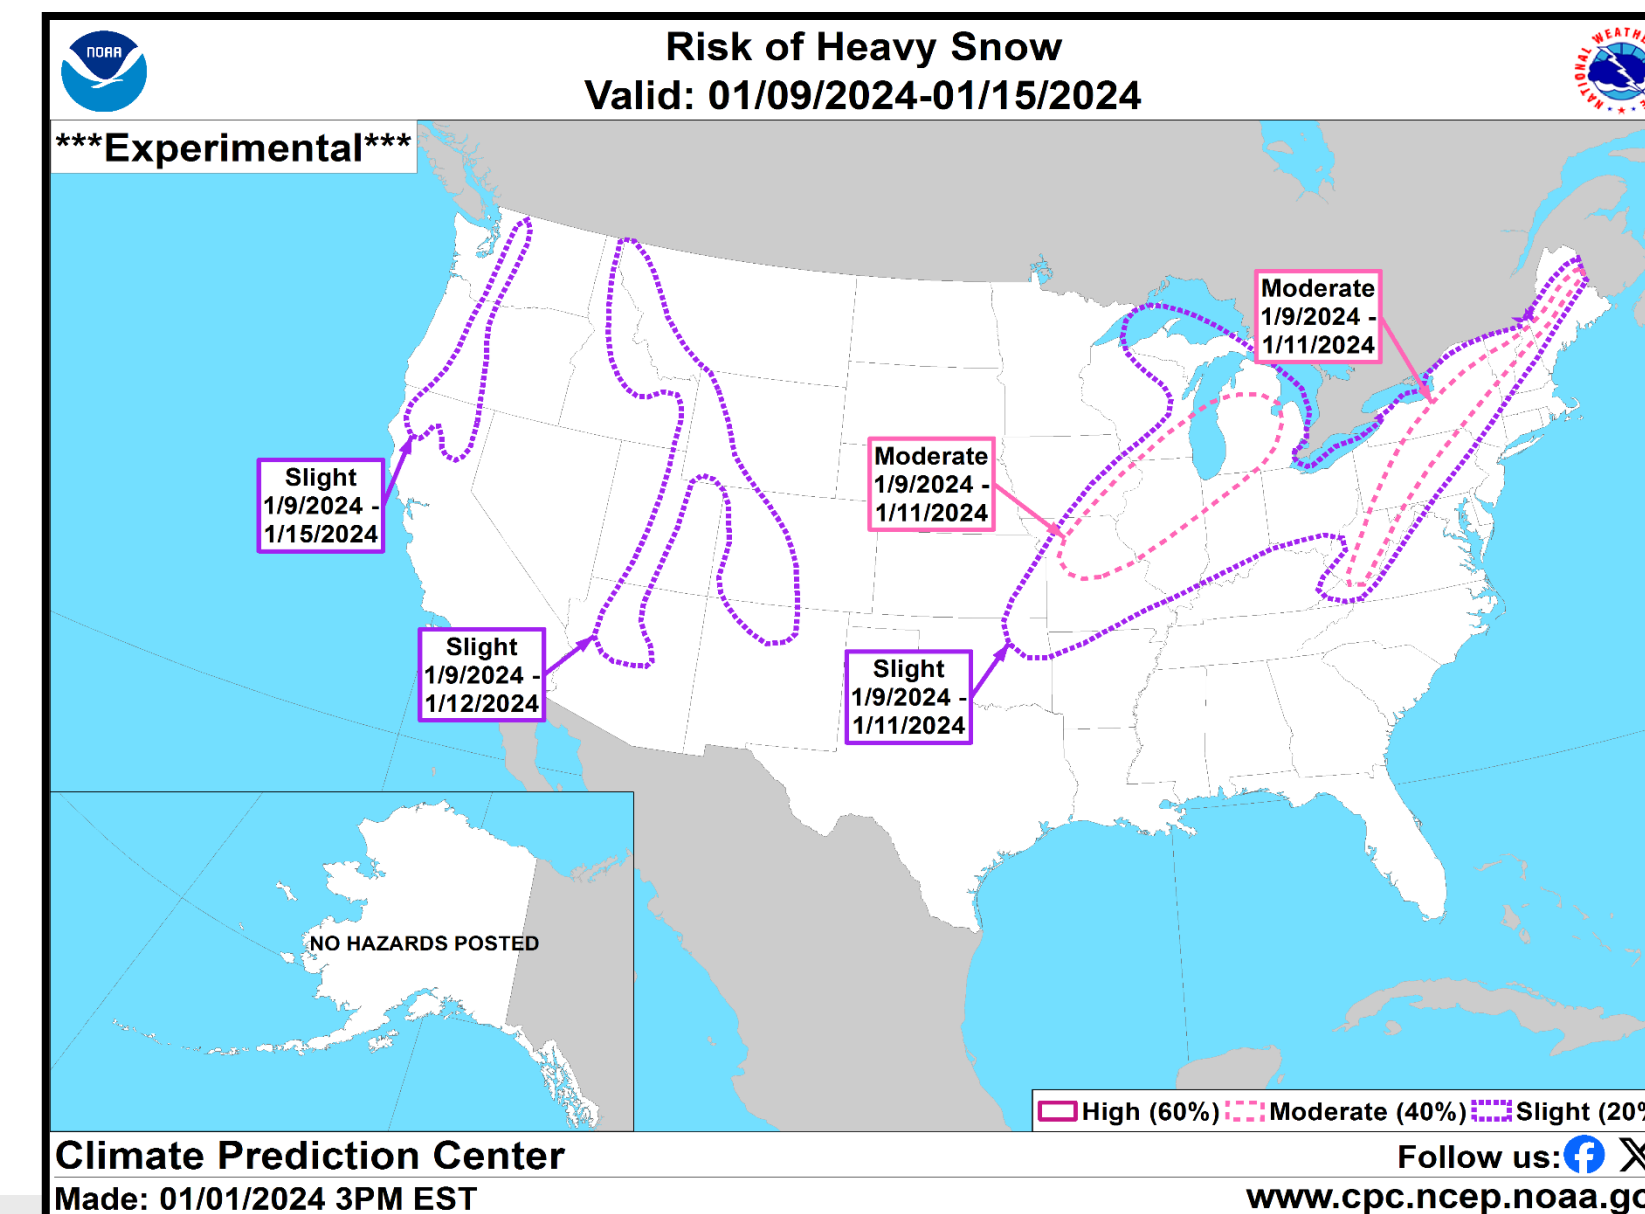 NOAA
Risk of Heavy Snow
Valid: 01/09/2024-01/15/2024
NATIONAL WEATHE
***Experimental***
Moderate
1/9/2024 -
1/11/2024
Moderate
1/9/2024 -
1/11/2024
Slight
1/9/2024 -
1/15/2024
Slight
1/9/2024 -
1/12/2024
Slight
1/9/2024 -
1/11/2024
NO HAZARDS POSTED
High (60%) Moderate (40%) Slight (20%
Climate Prediction Center
Follow us:
Made: 01/01/2024 3PM EST
www.cpc.ncep.noaa.go